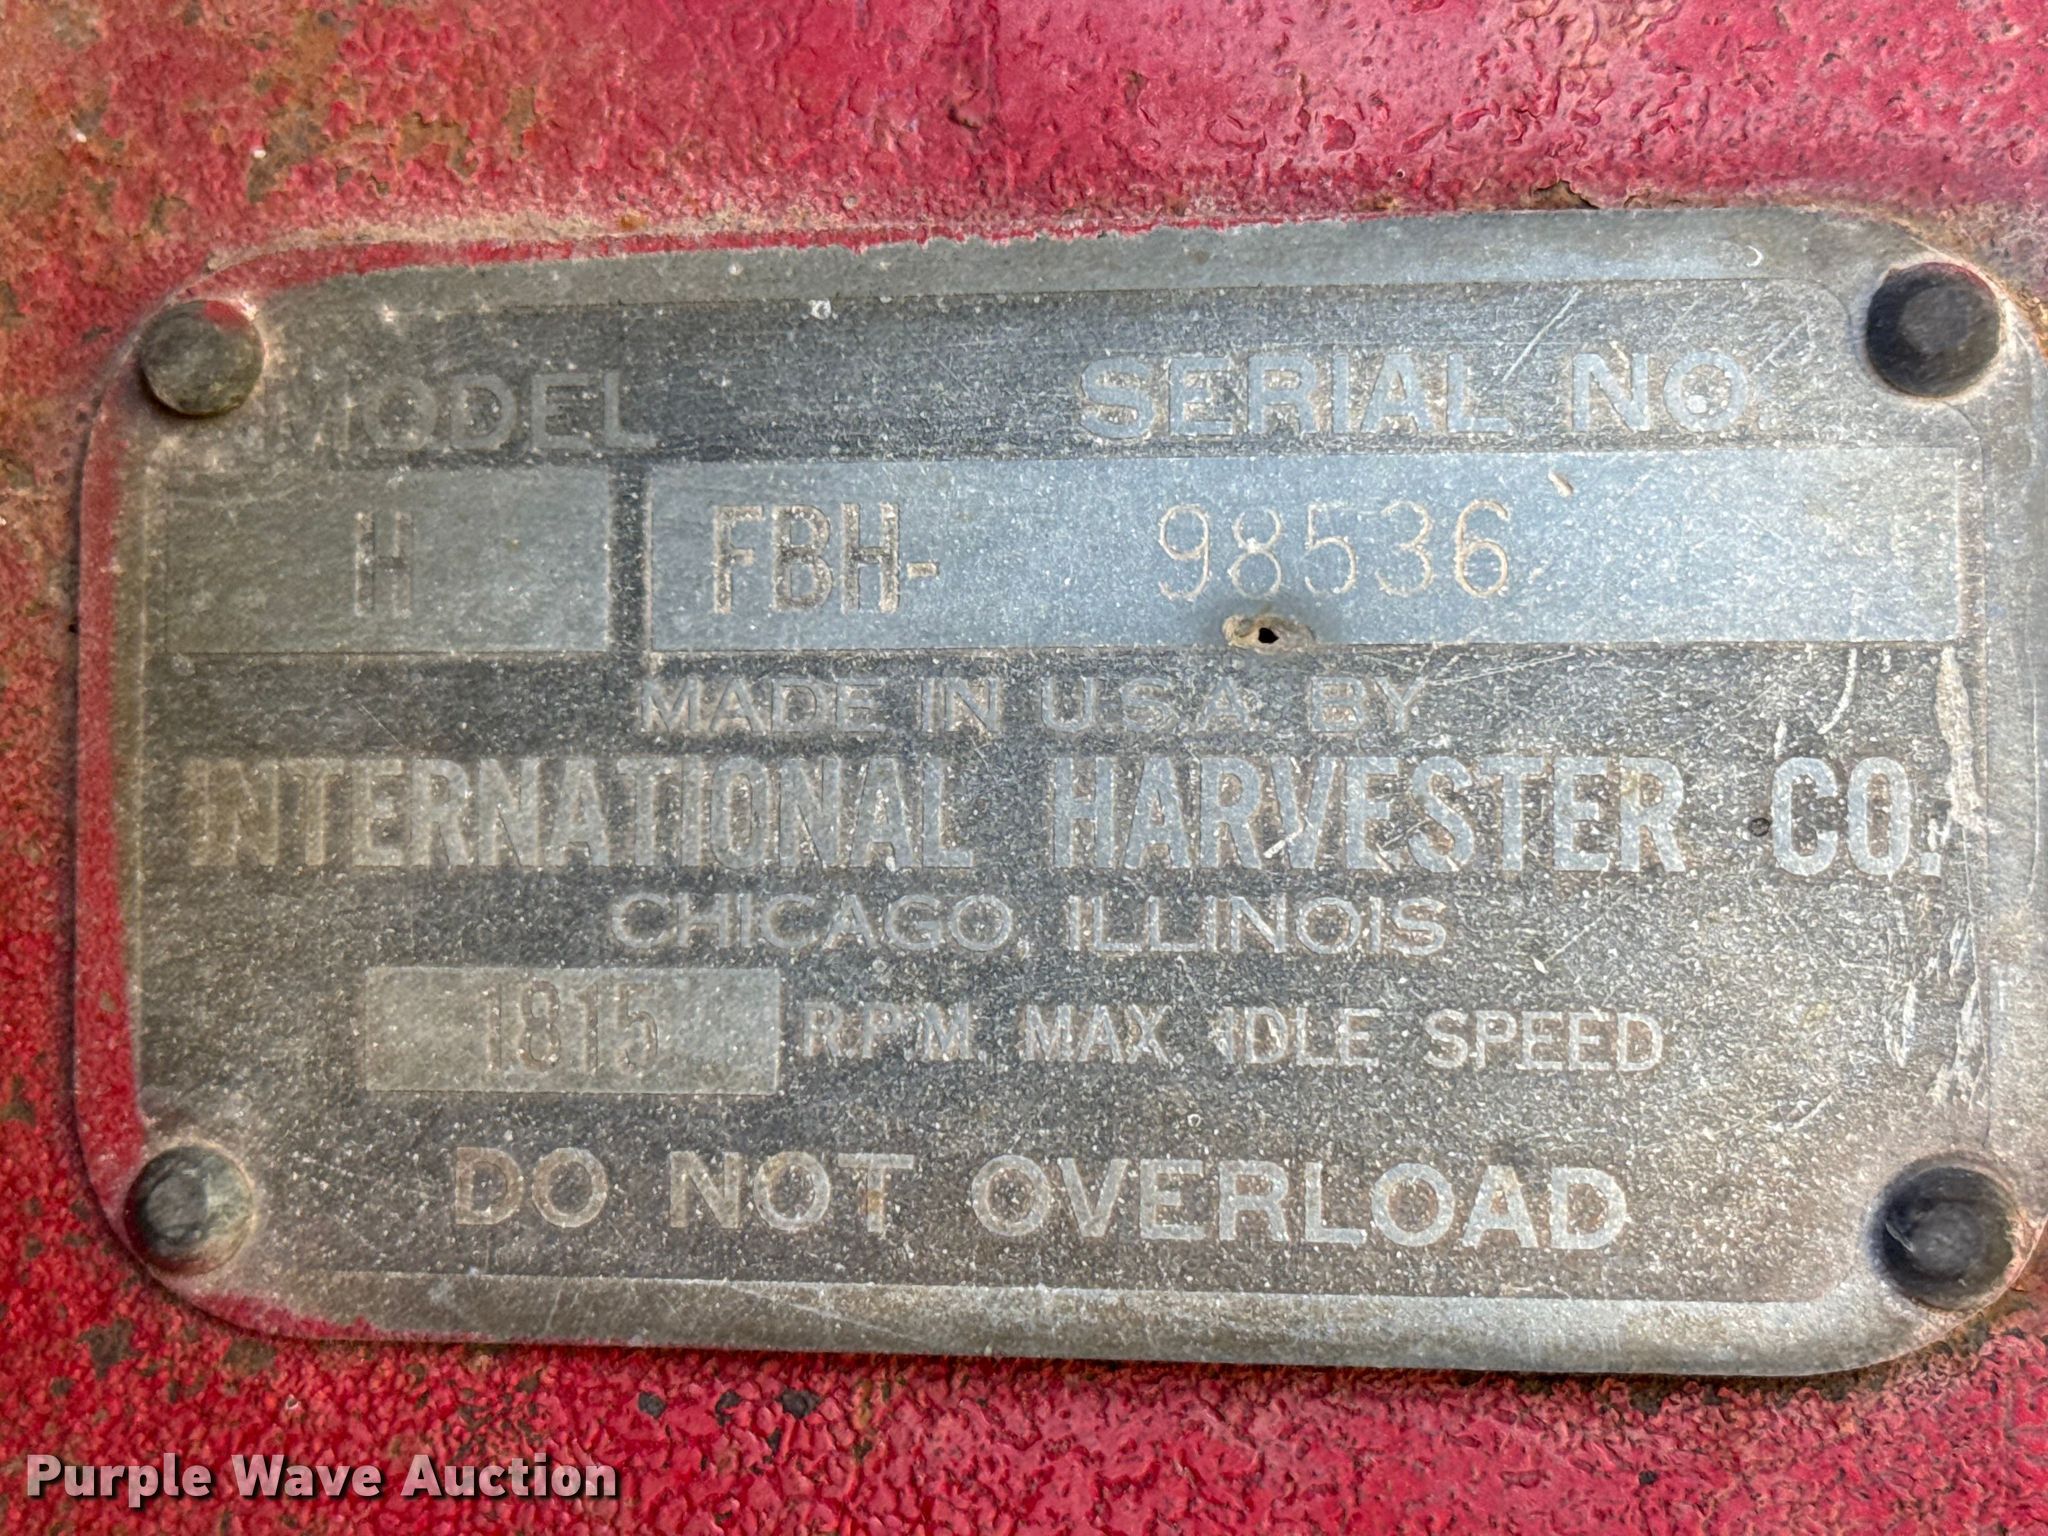 MODEL SERIAL NO.
H FBH- 98536
MADE IN U.S.A. BY
INTERNATIONAL HARVESTER CO.
CHICAGO, ILLINOIS
1815 R.P.M. MAX. IDLE SPEED
DO NOT OVERLOAD
Purple Wave Auction